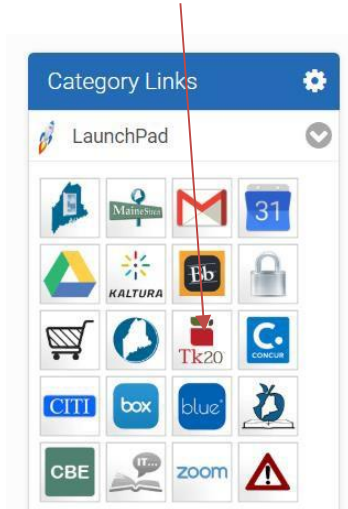 Category Links
LaunchPad
MaineStreet
31
KALTURA
Bb
Tk20
C.
CONCUR
CITI
box
blue
CBE
IT...
zoom